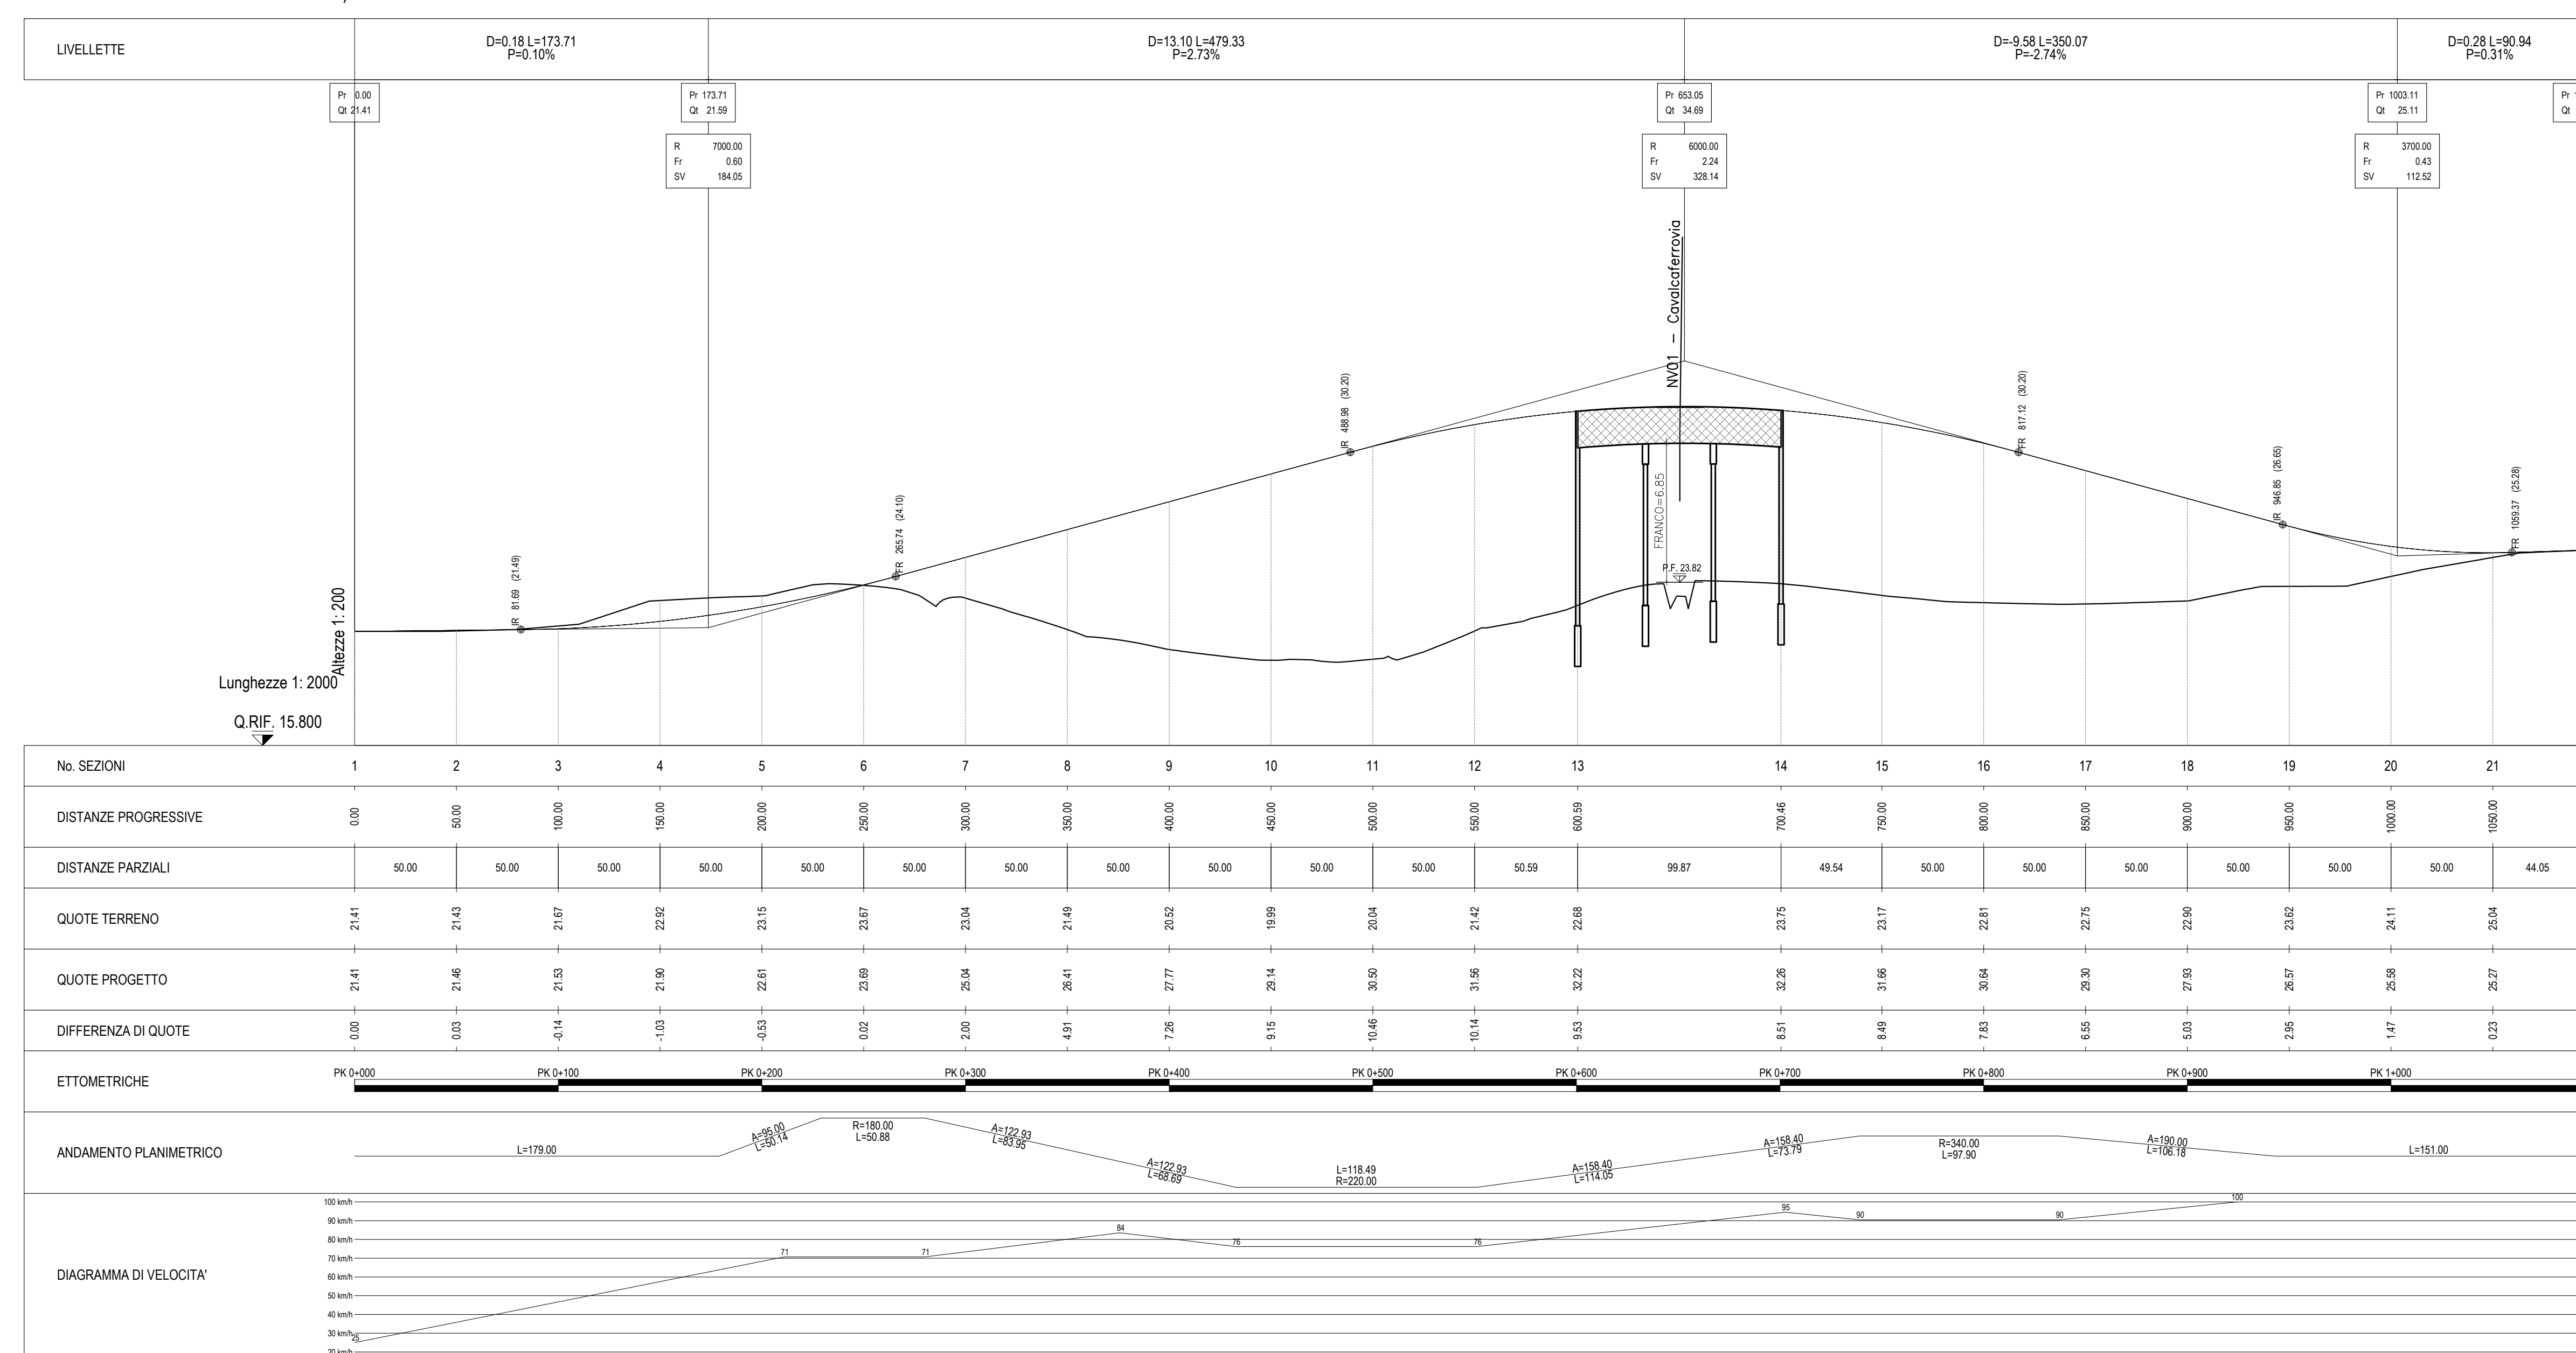 LIVELLETTE
D=0.18 L=173.71
P=0.10%
D=13.10 L=479.33
P=2.73%
D=-9.58 L=350.07
P=-2.74%
D=0.28 L=90.94
P=0.31%
Pr 0.00
Qt 21.41
Pr 173.71
Qt 21.59
Pr 653.05
Qt 34.69
Pr 1003.11
Qt 25.11
Pr
Qt
R 7000.00
Fr 0.60
SV 184.05
R 6000.00
Fr 2.24
SV 328.14
R 3700.00
Fr 0.43
SV 112.52
NV01 - Cavalcaferrovia
IR 81.69 (21.49)
FR 265.74 (24.10)
IR 488.98 (30.20)
FR 817.12 (30.20)
IR 946.85 (26.65)
FR 1059.37 (25.28)
FRANCO=6.85
P.F. 23.82
Altezze 1: 200
Lunghezze 1: 2000
Q.RIF. 15.800
No. SEZIONI 1 2 3 4 5 6 7 8 9 10 11 12 13 14 15 16 17 18 19 20 21
DISTANZE PROGRESSIVE 0.00 50.00 100.00 150.00 200.00 250.00 300.00 350.00 400.00 450.00 500.00 550.00 600.59 700.46 750.00 800.00 850.00 900.00 950.00 1000.00 1050.00
DISTANZE PARZIALI 50.00 50.00 50.00 50.00 50.00 50.00 50.00 50.00 50.00 50.00 50.00 50.59 99.87 49.54 50.00 50.00 50.00 50.00 50.00 50.00 44.05
QUOTE TERRENO 21.41 21.43 21.67 22.92 23.15 23.67 23.04 21.49 20.52 19.99 20.04 21.42 22.68 23.75 23.17 22.81 22.75 22.90 23.62 24.11 25.04
QUOTE PROGETTO 21.41 21.46 21.53 21.90 22.61 23.69 25.04 26.41 27.77 29.14 30.50 31.56 32.22 32.26 31.66 30.64 29.30 27.93 26.57 25.58 25.27
DIFFERENZA DI QUOTE 0.00 0.03 -0.14 -1.03 -0.53 0.02 2.00 4.91 7.26 9.15 10.46 10.14 9.53 8.51 8.49 7.83 6.55 5.03 2.95 1.47 0.23
ETTOMETRICHE PK 0+000 PK 0+100 PK 0+200 PK 0+300 PK 0+400 PK 0+500 PK 0+600 PK 0+700 PK 0+800 PK 0+900 PK 1+000
ANDAMENTO PLANIMETRICO
L=179.00
A=95.00
L=50.14
R=180.00
L=50.88
A=122.93
L=83.95
A=122.93
L=68.69
L=118.49
R=220.00
A=158.40
L=114.05
A=158.40
L=73.79
R=340.00
L=97.90
A=190.00
L=106.18
L=151.00
DIAGRAMMA DI VELOCITA'
100 km/h
90 km/h
80 km/h
70 km/h
60 km/h
50 km/h
40 km/h
30 km/h
20 km/h
25
71
71
84
76
76
95
90
90
100